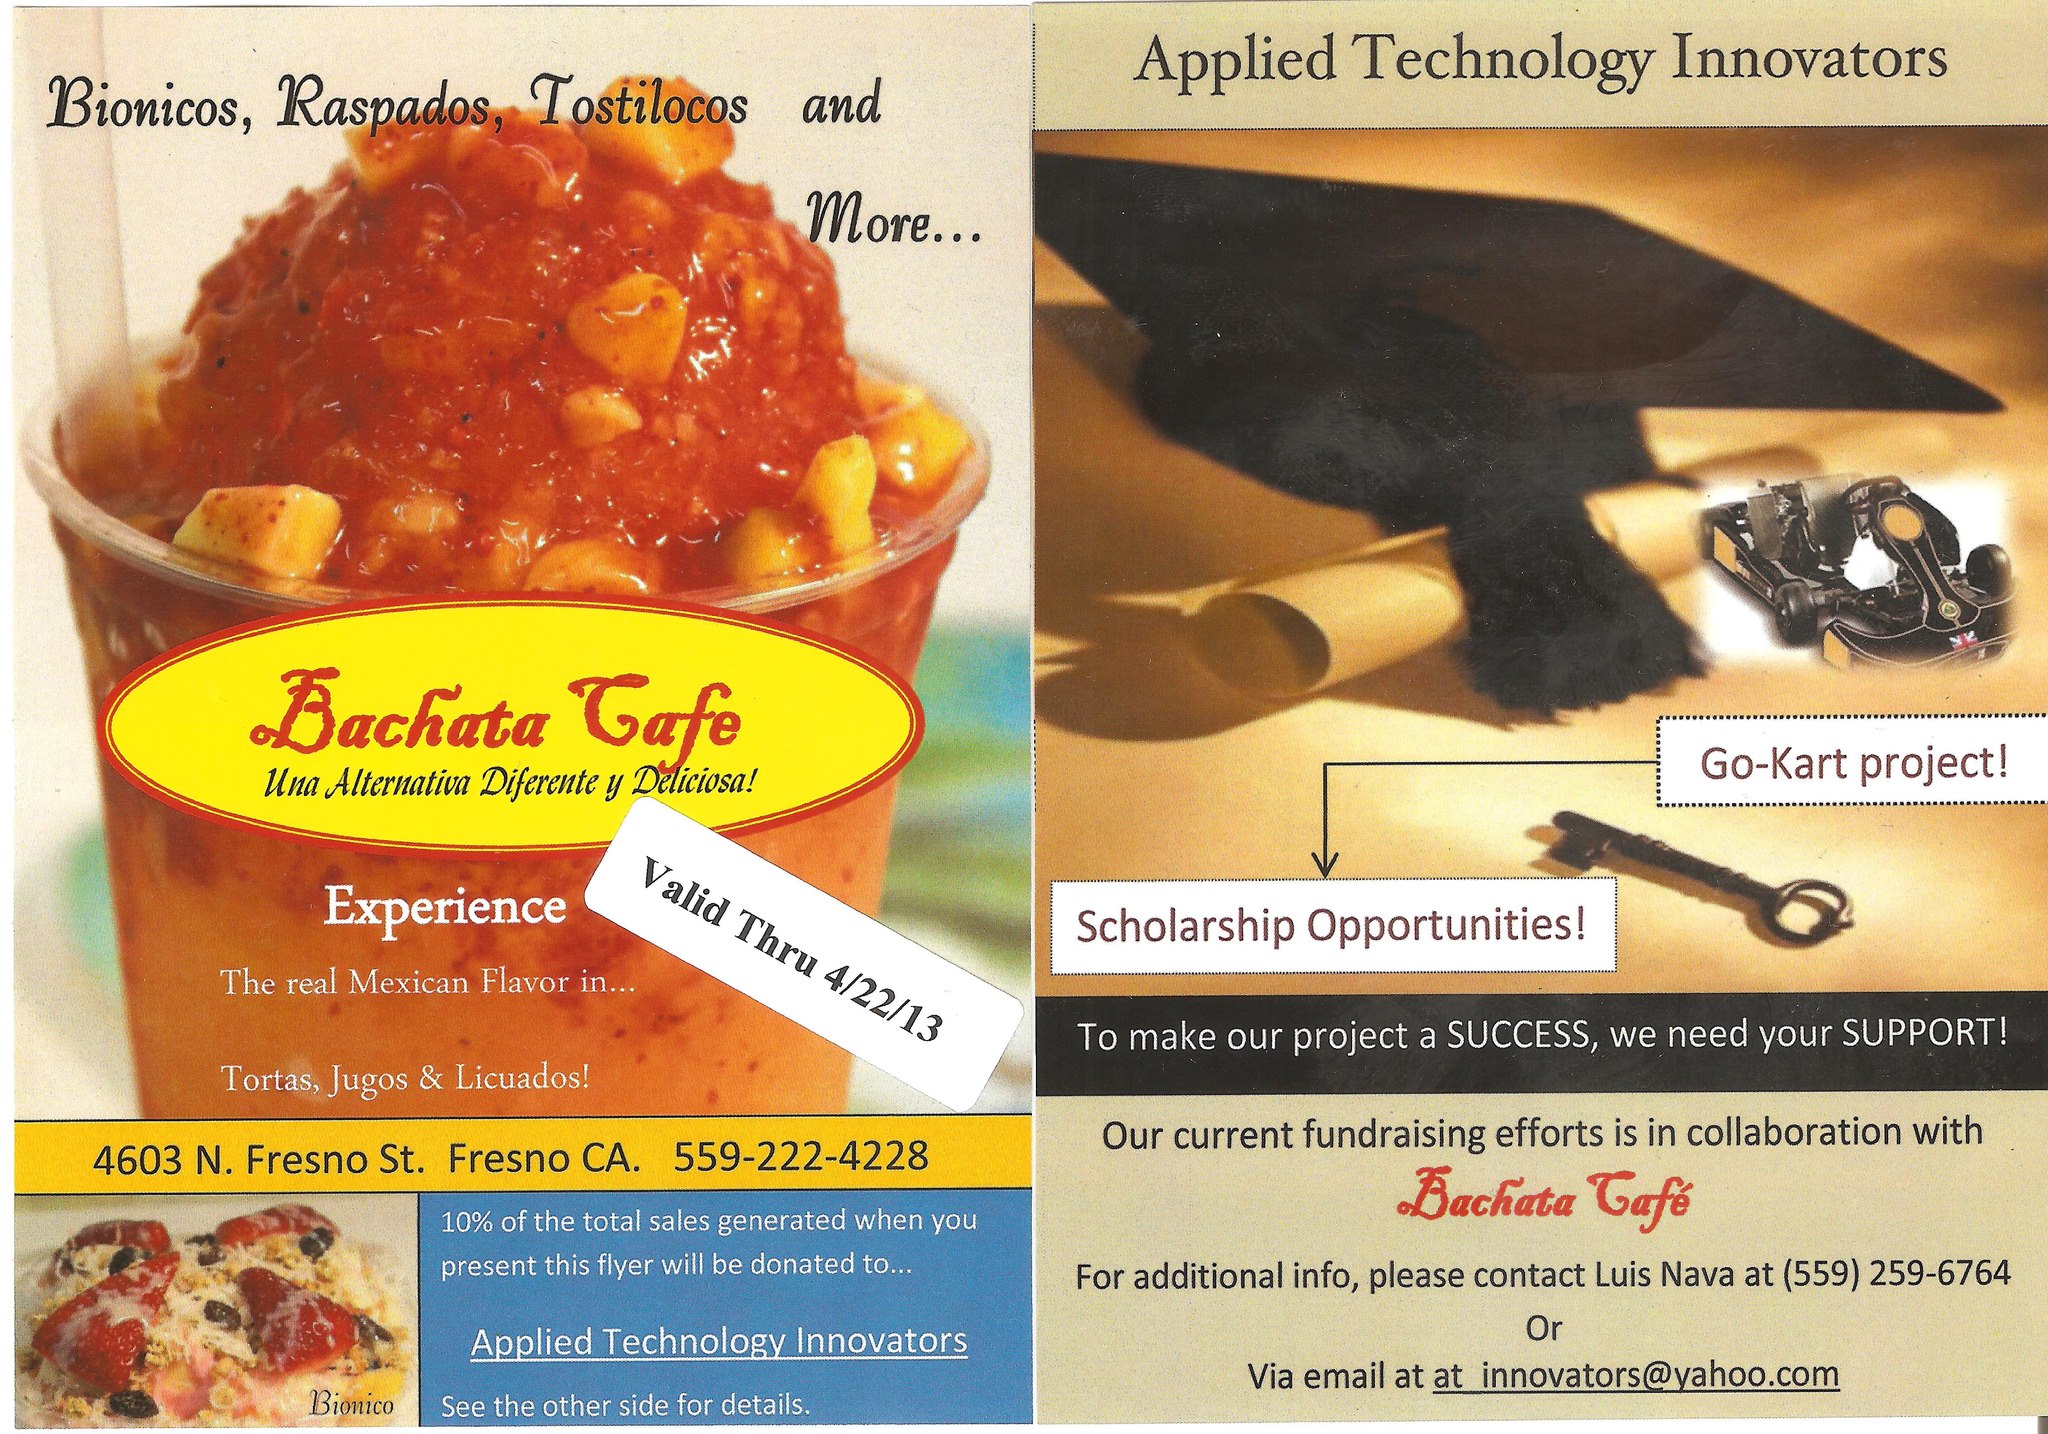 Bionicos, Raspados, Tostilocos and
More...
Bachata Cafe
Una Alternativa Diferente y Deliciosa!
Experience
Valid Thru 4/22/13
The real Mexican Flavor in...
Tortas, Jugos & Licuados!
4603 N. Fresno St. Fresno CA. 559-222-4228
Bionico
10% of the total sales generated when you
present this flyer will be donated to...
Applied Technology Innovators
See the other side for details.
Applied Technology Innovators
Go-Kart project!
Scholarship Opportunities!
To make our project a SUCCESS, we need your SUPPORT!
Our current fundraising efforts is in collaboration with
Bachata Café
For additional info, please contact Luis Nava at (559) 259-6764
Or
Via email at at_innovators@yahoo.com